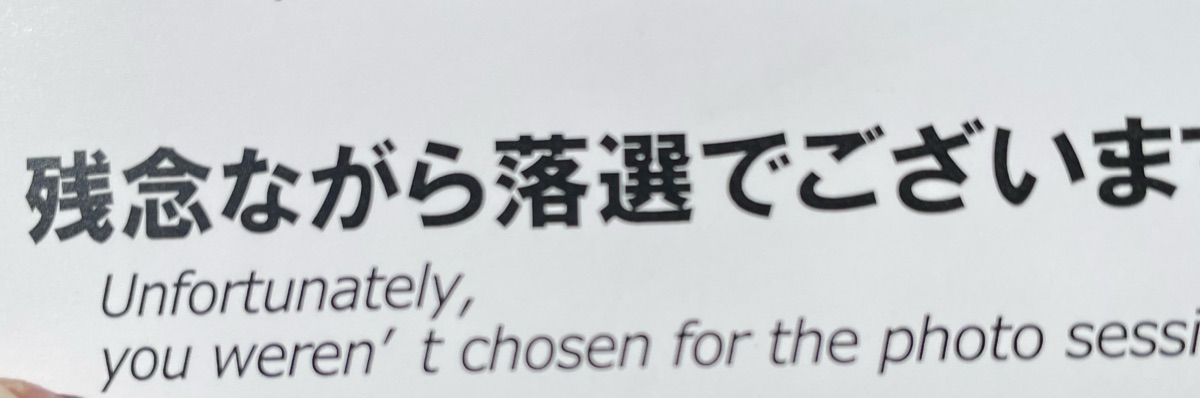 残念ながら落選でございま
Unfortunately,
you weren't chosen for the photo